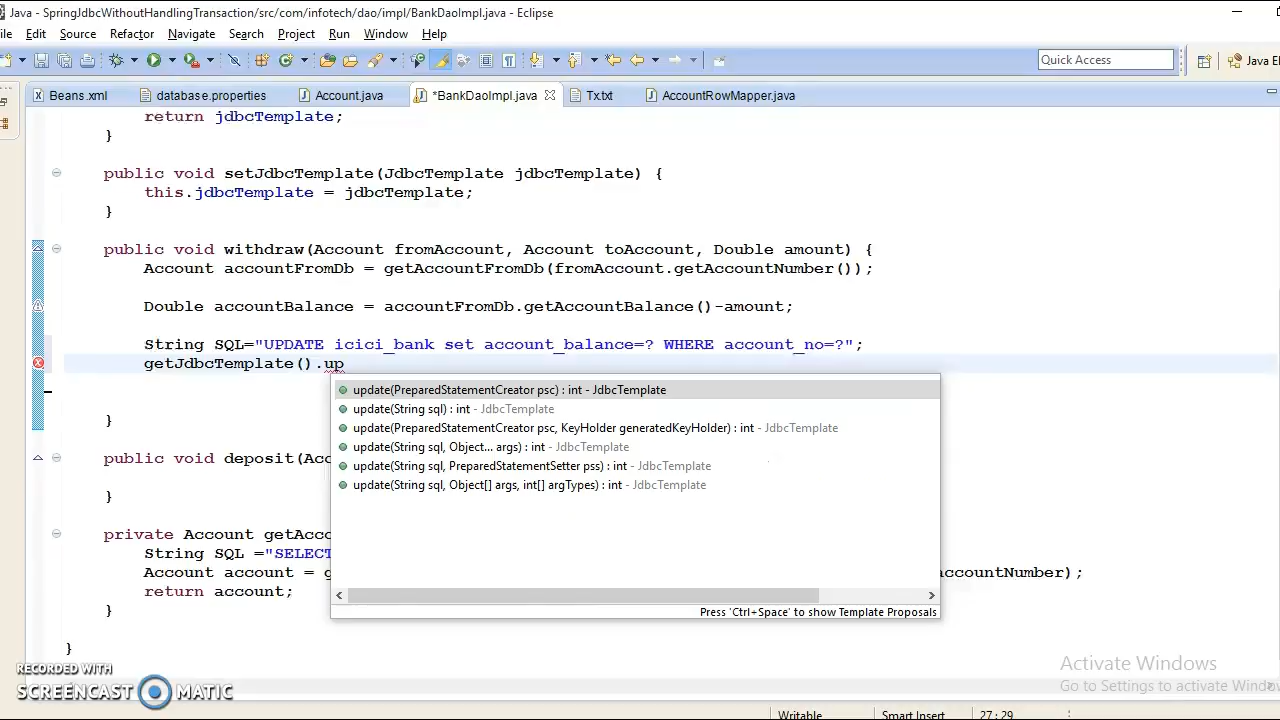 Java - SpringJdbcWithoutHandlingTransaction/src/com/infotech/dao/impl/BankDaoImpl.java - Eclipse
ile Edit Source Refactor Navigate Search Project Run Window Help
Quick Access
Java E
Beans.xml database.properties Account.java *BankDaoImpl.java Tx.txt AccountRowMapper.java
return jdbcTemplate;
}
public void setJdbcTemplate(JdbcTemplate jdbcTemplate) {
this.jdbcTemplate = jdbcTemplate;
}
public void withdraw(Account fromAccount, Account toAccount, Double amount) {
Account accountFromDb = getAccountFromDb(fromAccount.getAccountNumber());
Double accountBalance = accountFromDb.getAccountBalance()-amount;
String SQL="UPDATE icici_bank set account_balance=? WHERE account_no=?";
getJdbcTemplate().up
update(PreparedStatementCreator psc) : int - JdbcTemplate
update(String sql) : int - JdbcTemplate
update(PreparedStatementCreator psc, KeyHolder generatedKeyHolder) : int - JdbcTemplate
update(String sql, Object... args) : int - JdbcTemplate
update(String sql, PreparedStatementSetter pss) : int - JdbcTemplate
update(String sql, Object[] args, int[] argTypes) : int - JdbcTemplate
Press 'Ctrl+Space' to show Template Proposals
}
public void deposit(Acc
}
private Account getAcco
String SQL ="SELECT
Account account = g accountNumber);
return account;
}
}
RECORDED WITH
SCREENCAST MATIC
Activate Windows
Go to Settings to activate Windo
Writable Smart Insert 27 : 29